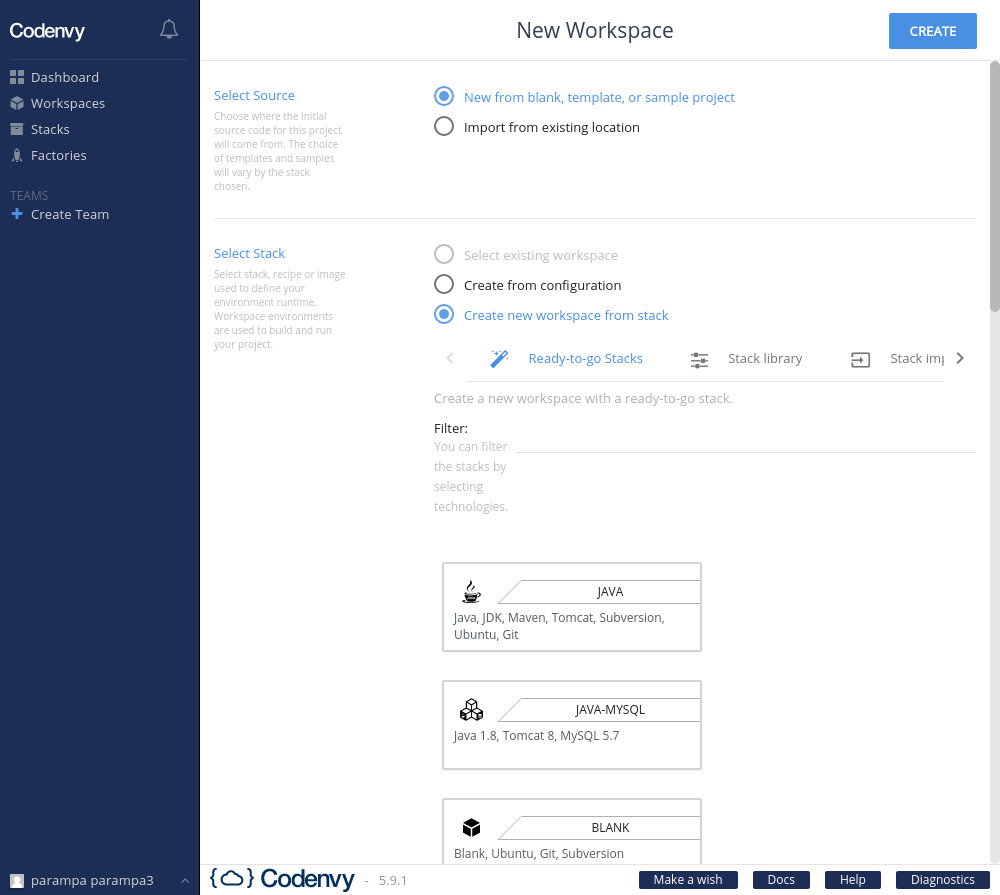 Codenvy
Dashboard
Workspaces
Stacks
Factories
TEAMS
Create Team
parampa parampa3
New Workspace
CREATE
Select Source
Choose where the initial
source code for this project
will come from. The choice
of templates and samples
will vary by the stack
chosen.
New from blank, template, or sample project
Import from existing location
Select Stack
Select stack, recipe or image
used to define your
environment runtime.
Workspace environments
are used to build and run
your project.
Select existing workspace
Create from configuration
Create new workspace from stack
Ready-to-go Stacks
Stack library
Stack imp
Create a new workspace with a ready-to-go stack.
Filter:
You can filter
the stacks by
selecting
technologies.
JAVA
Java, JDK, Maven, Tomcat, Subversion,
Ubuntu, Git
JAVA-MYSQL
Java 1.8, Tomcat 8, MySQL 5.7
BLANK
Blank, Ubuntu, Git, Subversion
Codenvy - 5.9.1
Make a wish
Docs
Help
Diagnostics